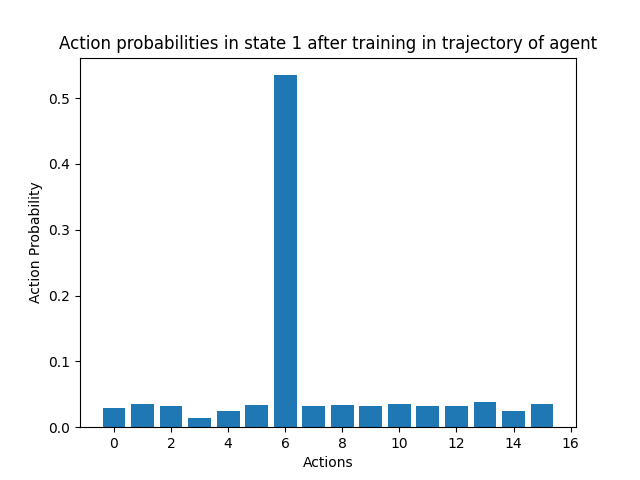 Action probabilities in state 1 after training in trajectory of agent
0.5
0.4
0.3
0.2
0.1
0.0
Action Probability
0 2 4 6 8 10 12 14 16
Actions